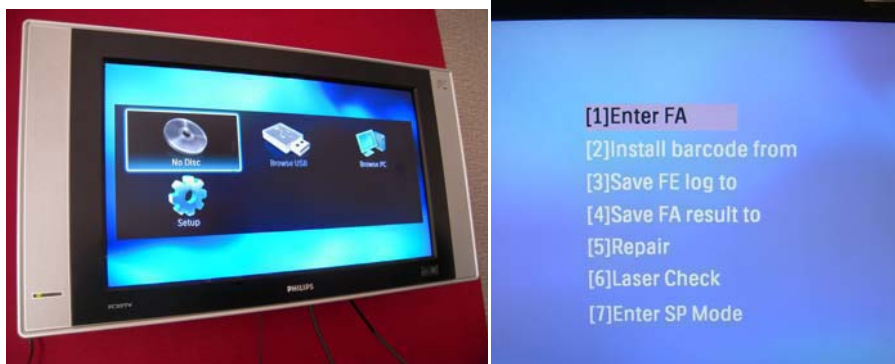 No Disc
Browse USB
Browse PC
Setup
PHILIPS
[1]Enter FA
[2]Install barcode from
[3]Save FE log to
[4]Save FA result to
[5]Repair
[6]Laser Check
[7]Enter SP Mode